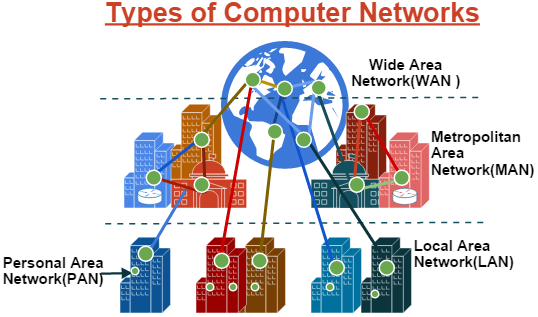 Types of Computer Networks
Wide Area
Network(WAN )
Metropolitan
Area
Network(MAN)
Personal Area
Network(PAN)
Local Area
Network(LAN)